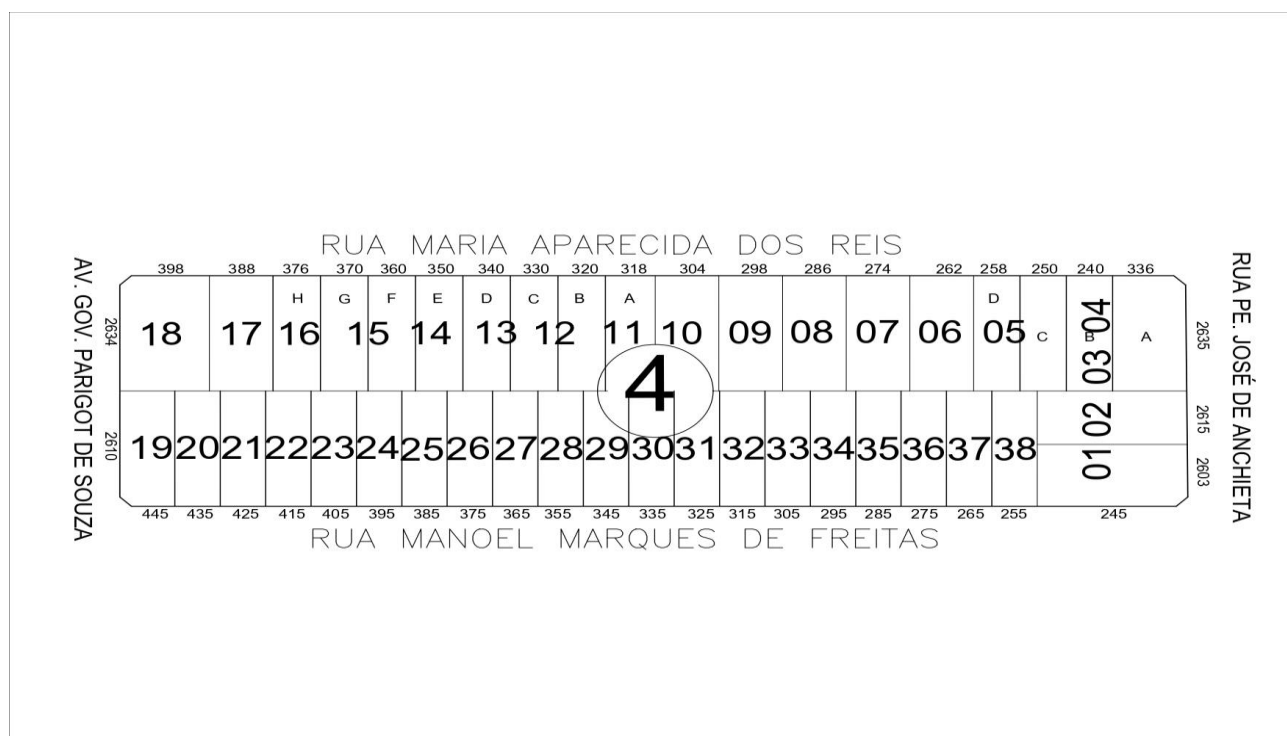 RUA MARIA APARECIDA DOS REIS
398 388 376 370 360 350 340 330 320 318 304 298 286 274 262 258 250 240 336
AV. GOV. PARIGOT DE SOUZA
2634
2610
H G F E D C B A D C B A
18 17 16 15 14 13 12 11 10 09 08 07 06 05 04 03
4
02
01
19 20 21 22 23 24 25 26 27 28 29 30 31 32 33 34 35 36 37 38
2635
2615
2603
RUA PE. JOSÉ DE ANCHIETA
445 435 425 415 405 395 385 375 365 355 345 335 325 315 305 295 285 275 265 255 245
RUA MANOEL MARQUES DE FREITAS